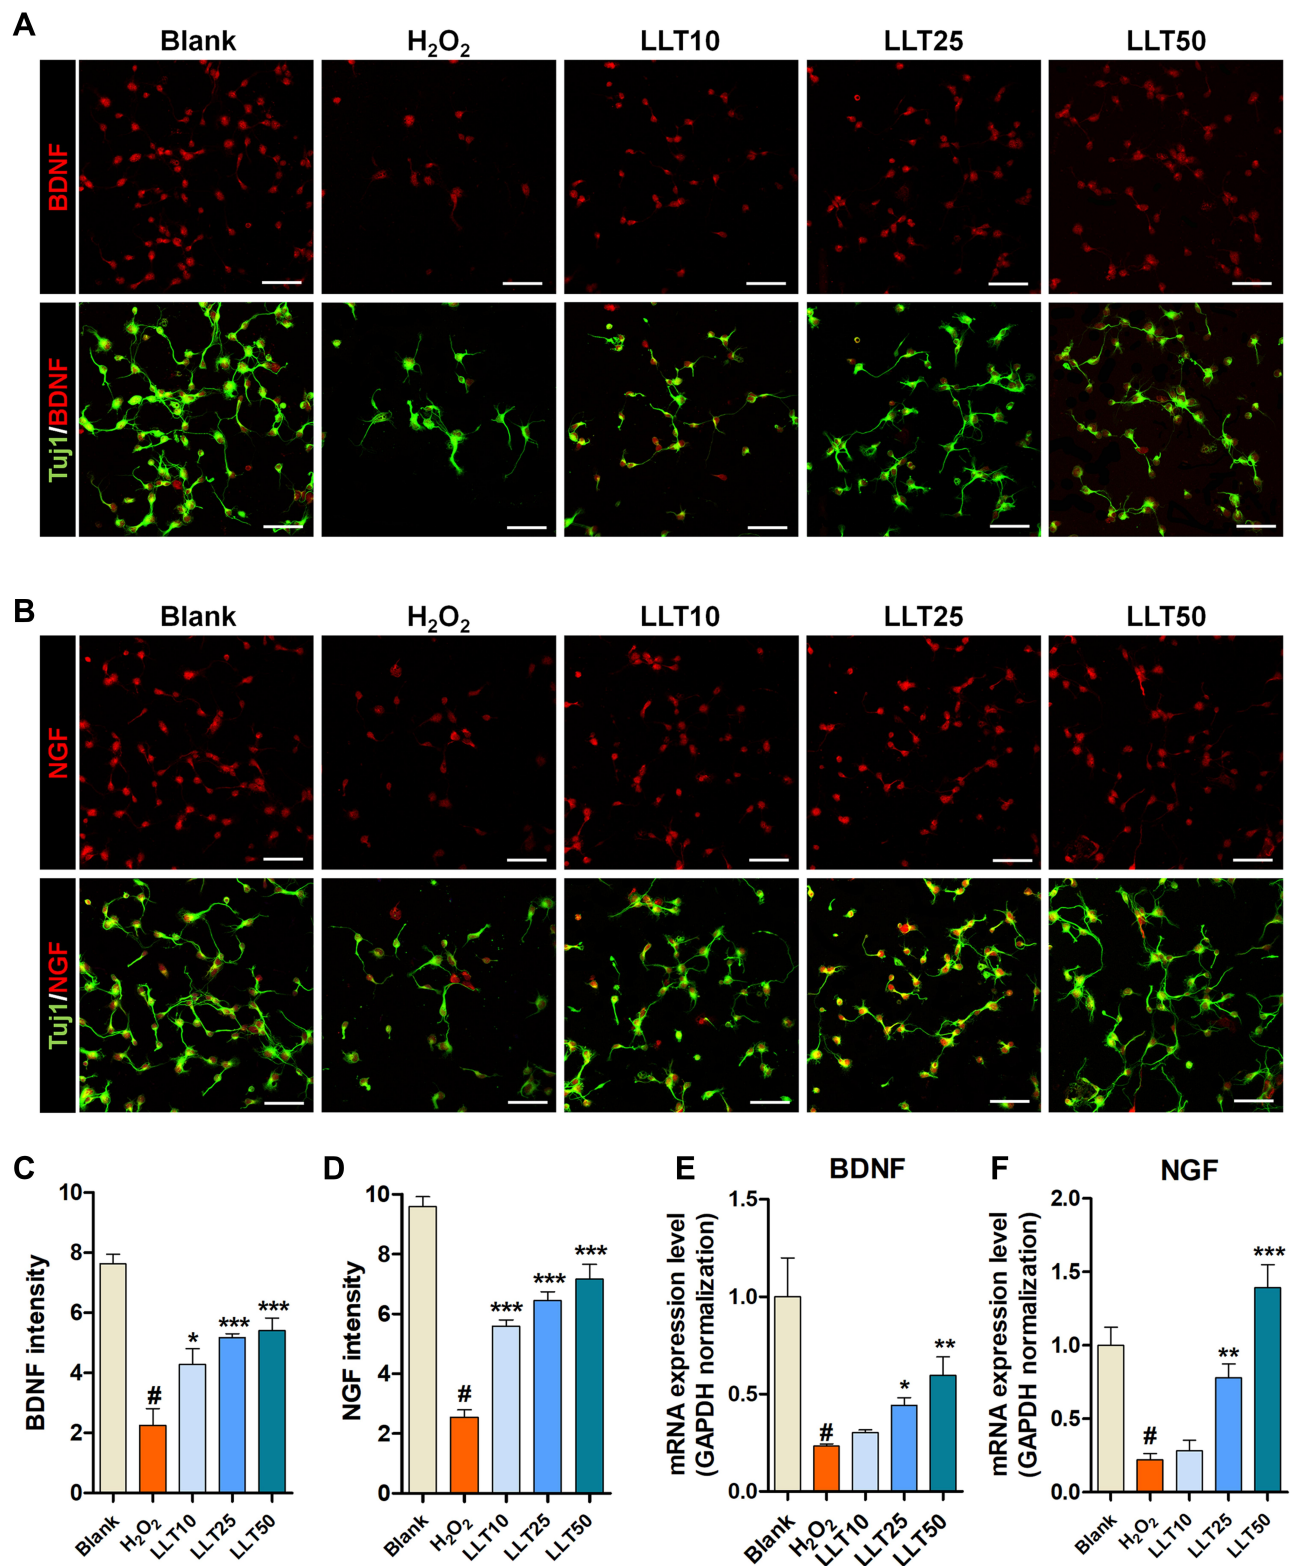 A
Blank H₂O₂ LLT10 LLT25 LLT50
BDNF
Tuj1/BDNF
B
Blank H₂O₂ LLT10 LLT25 LLT50
NGF
Tuj1/NGF
C
BDNF intensity
10
8
6
4
2
0
#
*
***
***
Blank H₂O₂ LLT10 LLT25 LLT50
D
NGF intensity
10
8
6
4
2
0
#
***
***
***
Blank H₂O₂ LLT10 LLT25 LLT50
E
BDNF
mRNA expression level
(GAPDH normalization)
1.5
1.0
0.5
0.0
#
*
**
Blank H₂O₂ LLT10 LLT25 LLT50
F
NGF
mRNA expression level
(GAPDH normalization)
2.0
1.5
1.0
0.5
0.0
#
**
***
Blank H₂O₂ LLT10 LLT25 LLT50